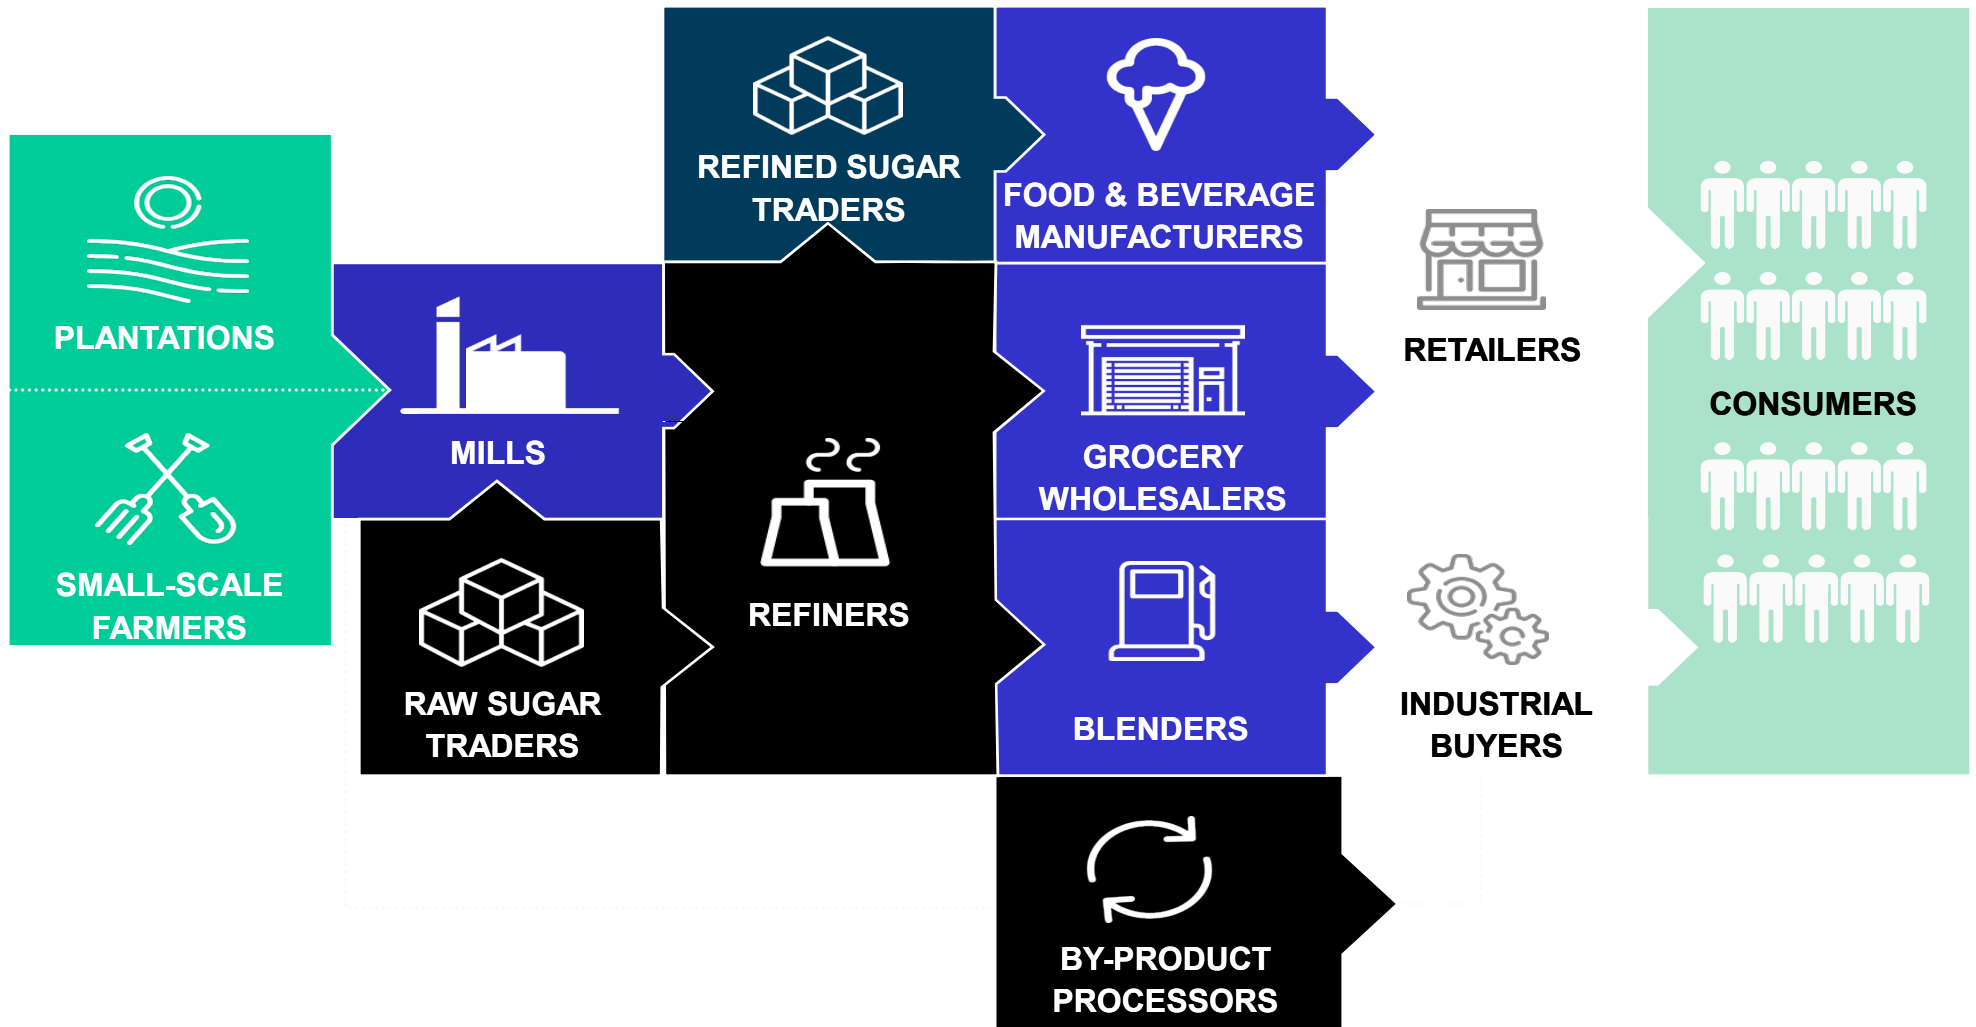 PLANTATIONS
SMALL-SCALE
FARMERS
MILLS
RAW SUGAR
TRADERS
REFINED SUGAR
TRADERS
REFINERS
FOOD & BEVERAGE
MANUFACTURERS
GROCERY
WHOLESALERS
BLENDERS
BY-PRODUCT
PROCESSORS
RETAILERS
INDUSTRIAL
BUYERS
CONSUMERS